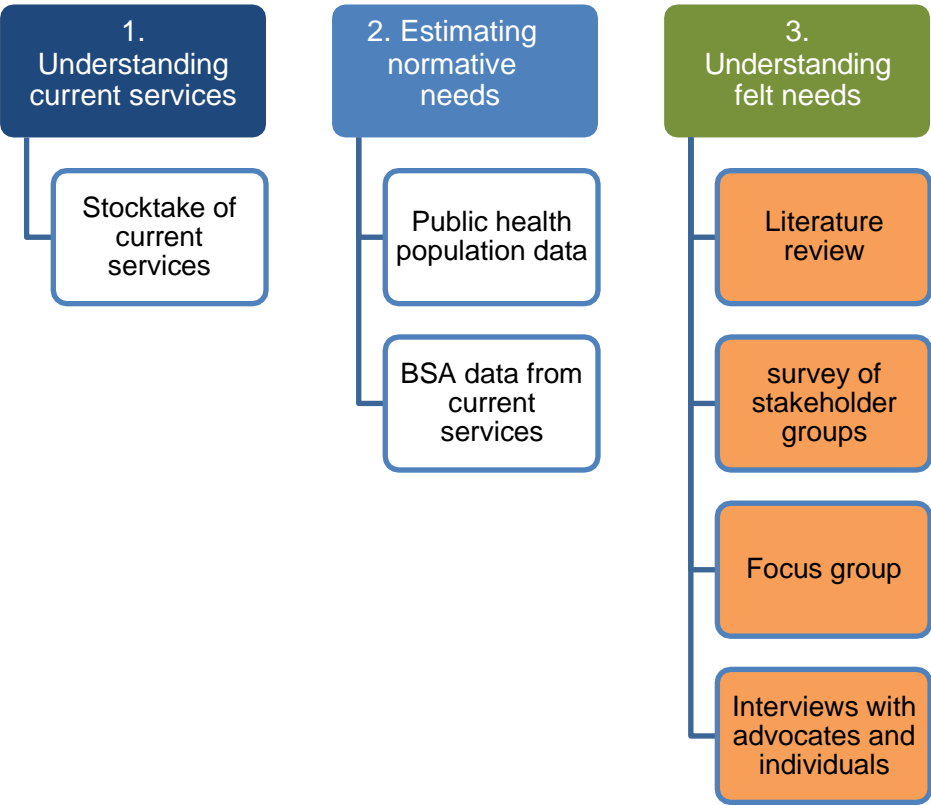 1.
Understanding
current services
Stocktake of
current
services
2. Estimating
normative
needs
Public health
population data
BSA data from
current
services
3.
Understanding
felt needs
Literature
review
survey of
stakeholder
groups
Focus group
Interviews with
advocates and
individuals